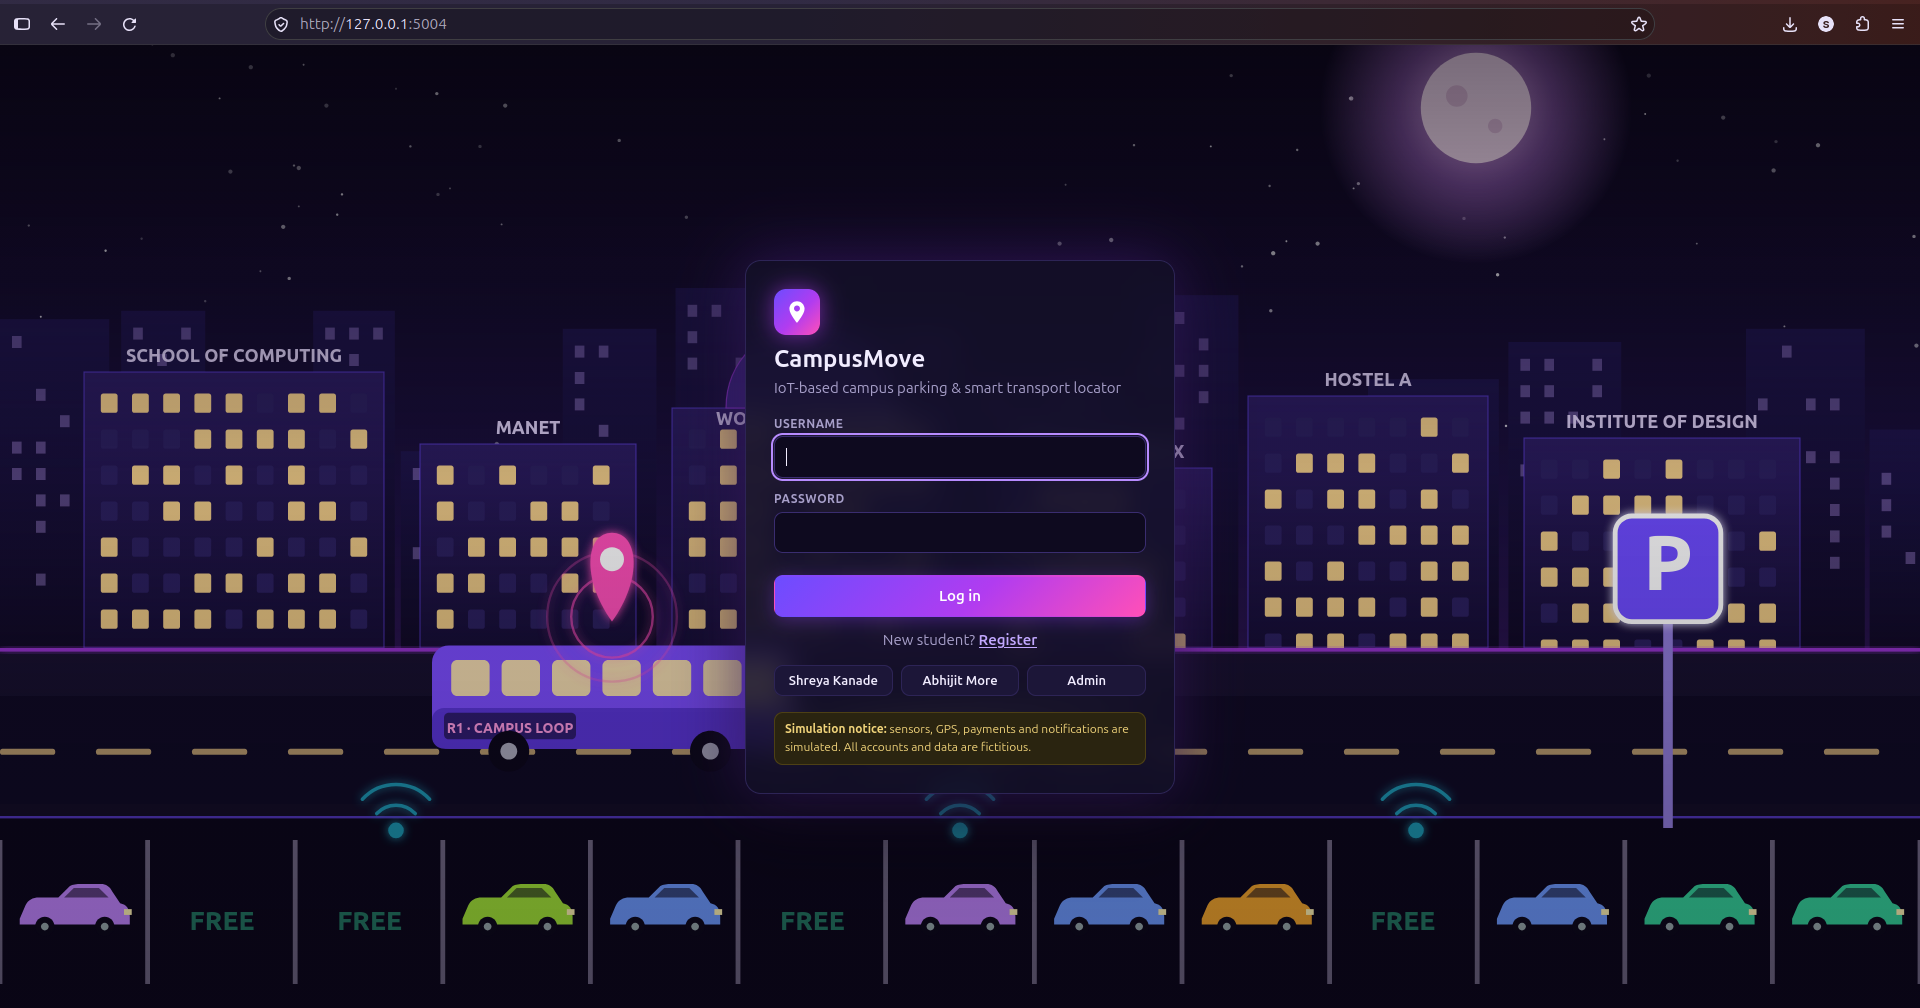 http://127.0.0.1:5004
S
SCHOOL OF COMPUTING
MANET
WO
X
HOSTEL A
INSTITUTE OF DESIGN
P
R1 · CAMPUS LOOP
CampusMove
IoT-based campus parking & smart transport locator
USERNAME
PASSWORD
Log in
New student? Register
Shreya Kanade
Abhijit More
Admin
Simulation notice: sensors, GPS, payments and notifications are
simulated. All accounts and data are fictitious.
FREE
FREE
FREE
FREE